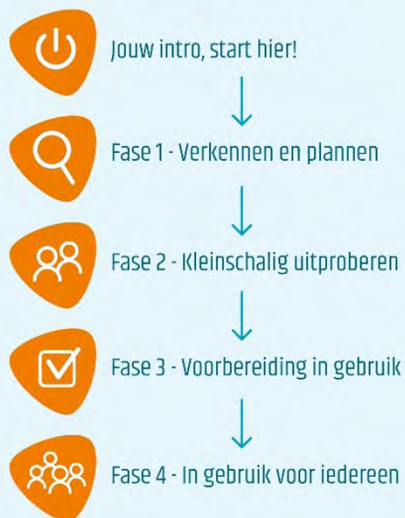 Jouw intro, start hier!
Fase 1 - Verkennen en plannen
Fase 2 - Kleinschalig uitproberen
Fase 3 - Voorbereiding in gebruik
Fase 4 - In gebruik voor iedereen